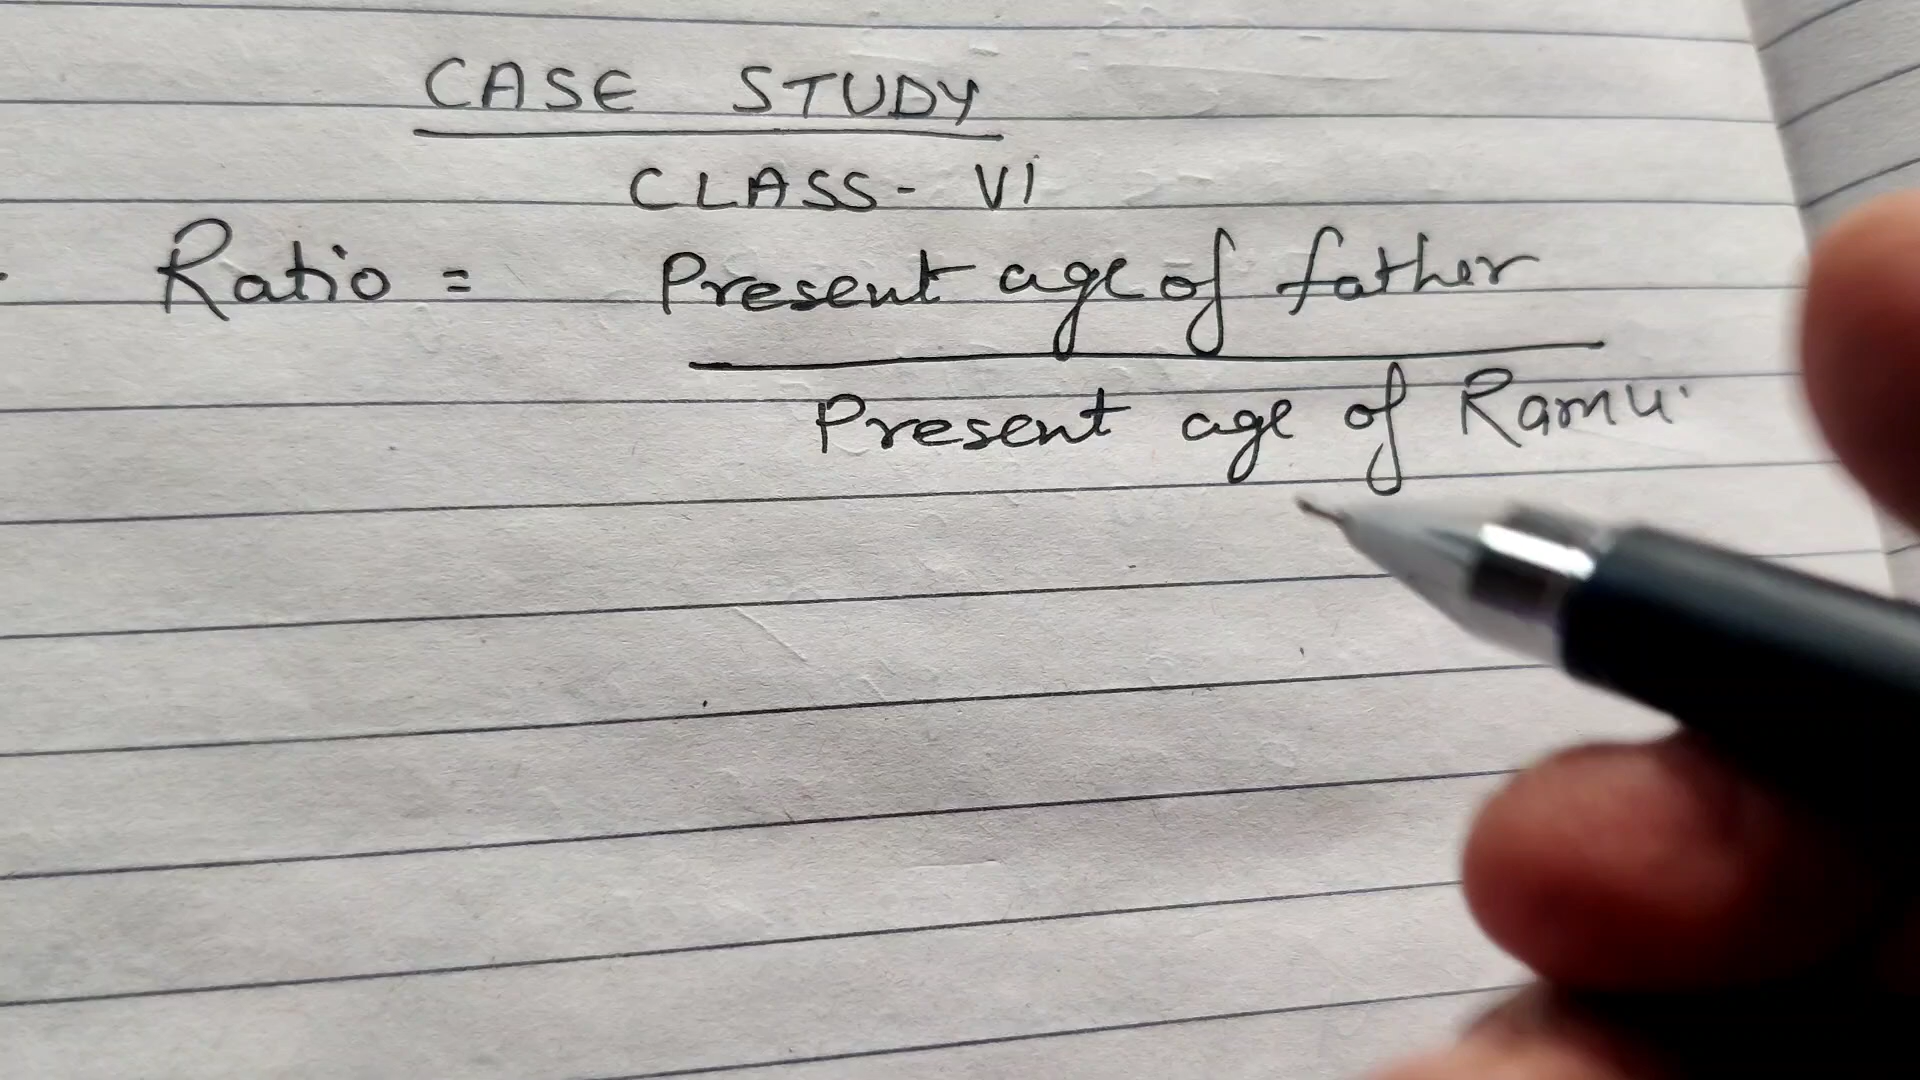 CASE STUDY
CLASS- VI
Ratio = Present age of father
Present age of Ramu.